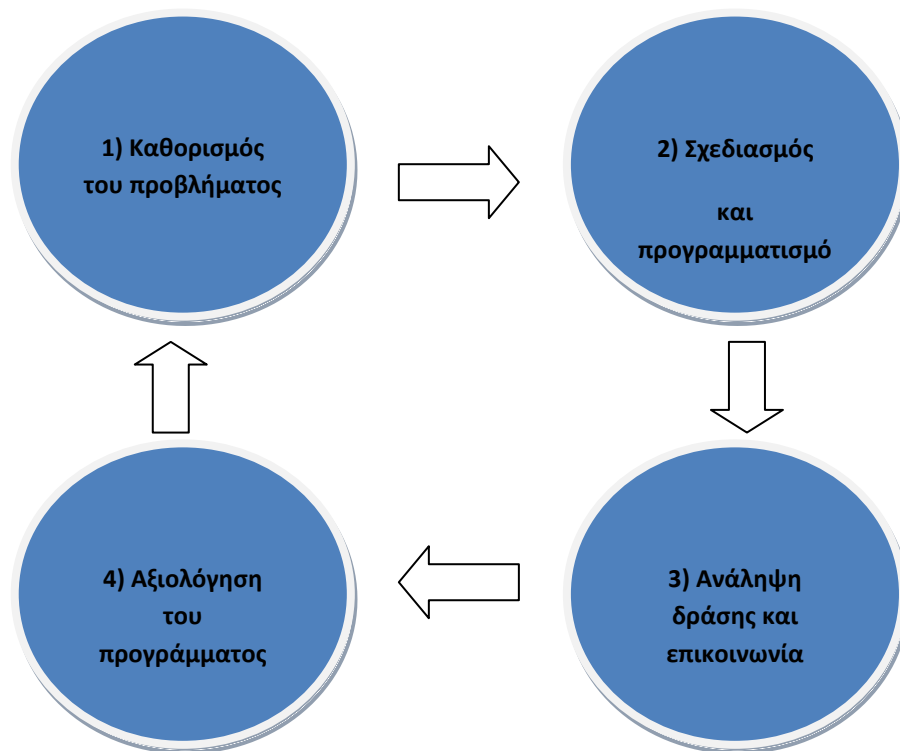 1) Καθορισμός
του προβλήματος
2) Σχεδιασμός
και
προγραμματισμό
3) Ανάληψη
δράσης και
επικοινωνία
4) Αξιολόγηση
του
προγράμματος